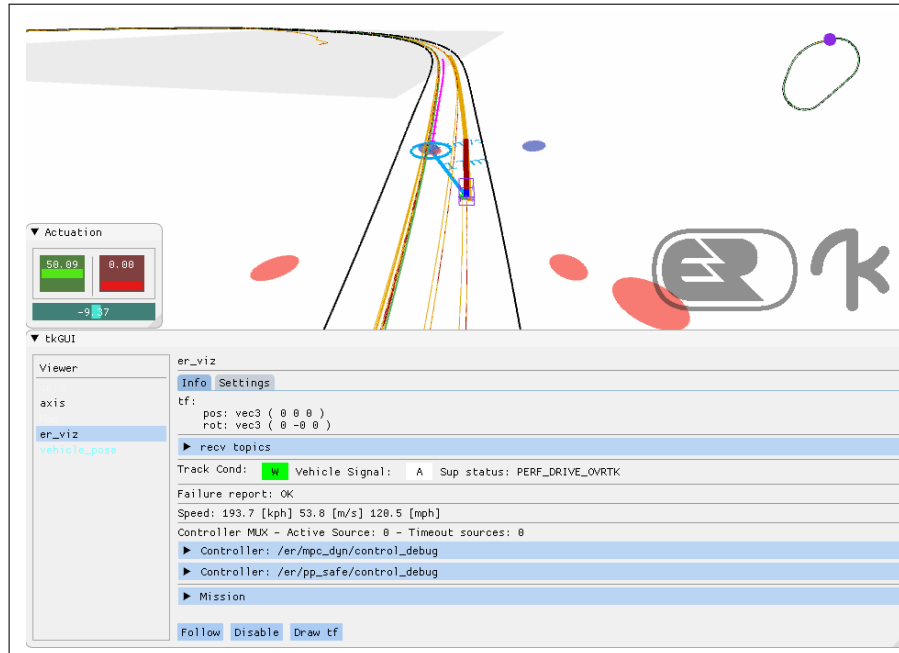 Actuation
50.09 0.00
-9.37
tkGUI
Viewer
axis
er_viz
vehicle_pose
er_viz
Info Settings
tf:
pos: vec3 ( 0 0 0 )
rot: vec3 ( 0 -0 0 )
recv topics
Track Cond: W Vehicle Signal: A Sup status: PERF_DRIVE_OVRTK
Failure report: OK
Speed: 193.7 [kph] 53.8 [m/s] 120.5 [mph]
Controller MUX - Active Source: 0 - Timeout sources: 0
Controller: /er/mpc_dyn/control_debug
Controller: /er/pp_safe/control_debug
Mission
Follow Disable Draw tf
ER k